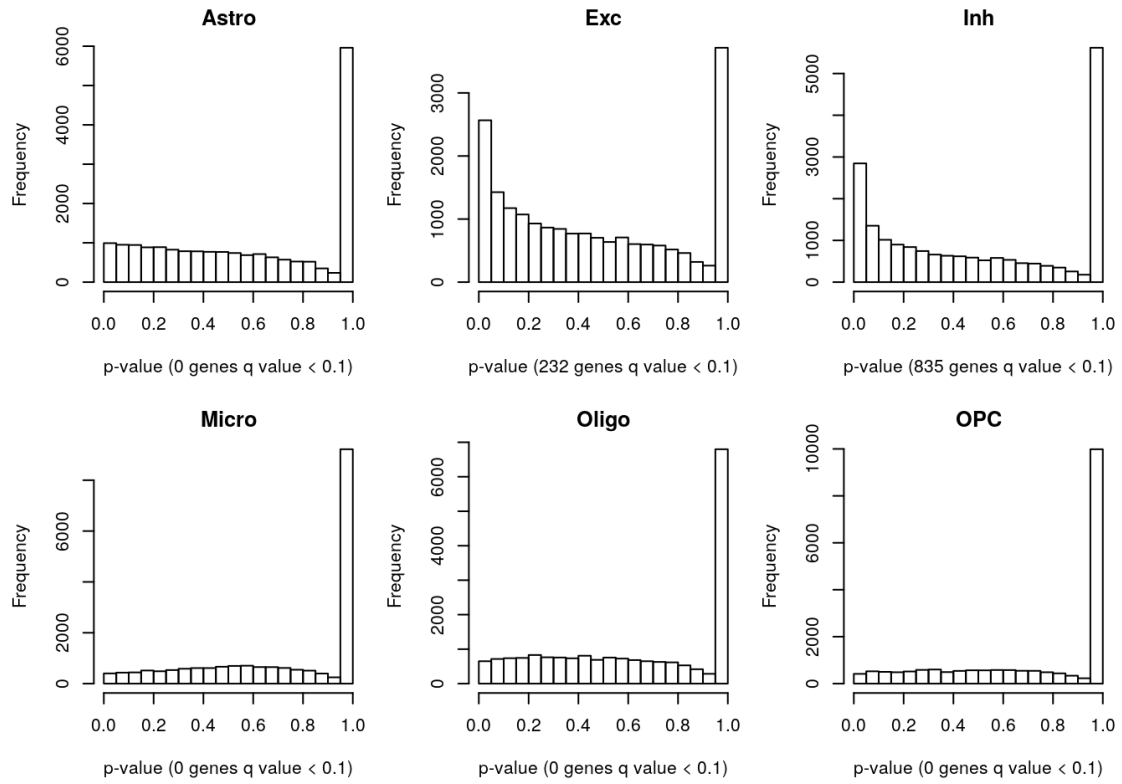 Astro
Frequency
0 2000 4000 6000
0.0 0.2 0.4 0.6 0.8 1.0
p-value (0 genes q value < 0.1)
Exc
Frequency
0 1000 2000 3000
0.0 0.2 0.4 0.6 0.8 1.0
p-value (232 genes q value < 0.1)
Inh
Frequency
0 1000 3000 5000
0.0 0.2 0.4 0.6 0.8 1.0
p-value (835 genes q value < 0.1)
Micro
Frequency
0 2000 6000
0.0 0.2 0.4 0.6 0.8 1.0
p-value (0 genes q value < 0.1)
Oligo
Frequency
0 2000 4000 6000
0.0 0.2 0.4 0.6 0.8 1.0
p-value (0 genes q value < 0.1)
OPC
Frequency
0 2000 6000 10000
0.0 0.2 0.4 0.6 0.8 1.0
p-value (0 genes q value < 0.1)